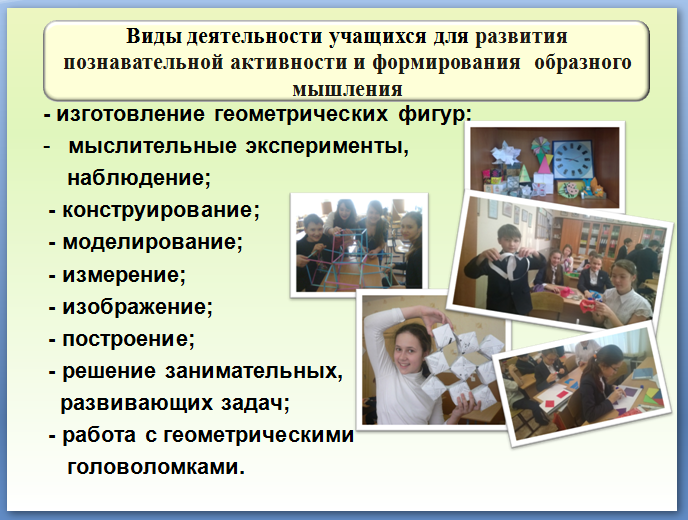 Виды деятельности учащихся для развития
познавательной активности и формирования образного
мышления
- изготовление геометрических фигур:
- мыслительные эксперименты,
наблюдение;
- конструирование;
- моделирование;
- измерение;
- изображение;
- построение;
- решение занимательных,
развивающих задач;
- работа с геометрическими
головоломками.